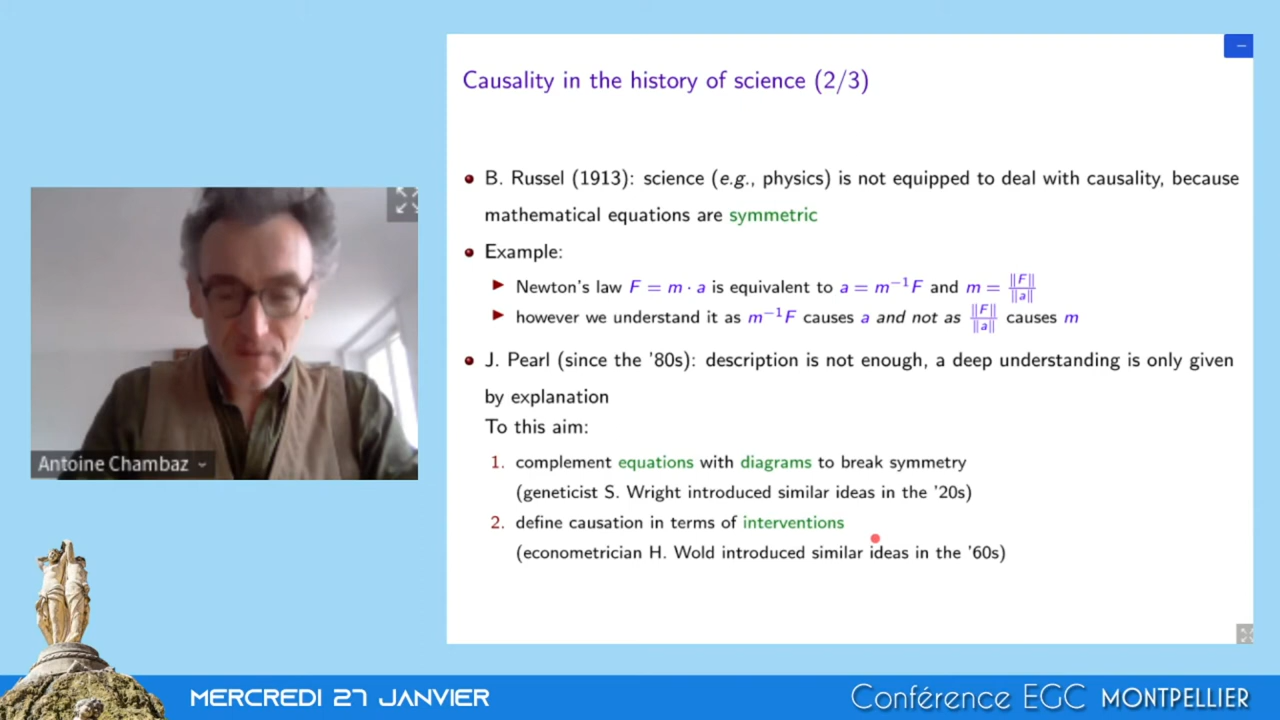 Causality in the history of science (2/3)
B. Russel (1913): science (e.g., physics) is not equipped to deal with causality, because
mathematical equations are symmetric
Example:
Newton's law F = m · a is equivalent to a = m⁻¹F and m = ‖F‖/‖a‖
however we understand it as m⁻¹F causes a and not as ‖F‖/‖a‖ causes m
J. Pearl (since the '80s): description is not enough, a deep understanding is only given
by explanation
To this aim:
1. complement equations with diagrams to break symmetry
(geneticist S. Wright introduced similar ideas in the '20s)
2. define causation in terms of interventions
(econometrician H. Wold introduced similar ideas in the '60s)
Antoine Chambaz
MERCREDI 27 JANVIER
Conférence EGC MONTPELLIER